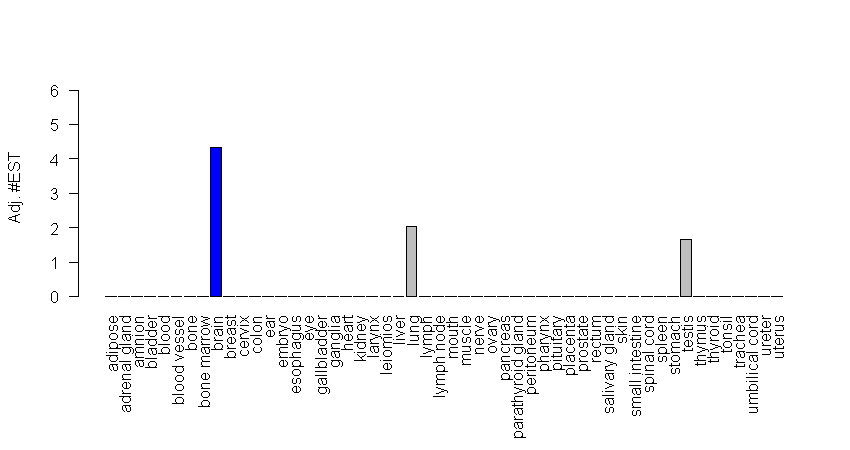 6
5
4
3
2
1
0
Adj. #EST
adipose
adrenal gland
amnion
bladder
blood
blood vessel
bone
bone marrow
brain
breast
cervix
colon
ear
embryo
esophagus
eye
gallbladder
ganglia
heart
kidney
larynx
leiomios
liver
lung
lymph
lymph node
mouth
muscle
nerve
ovary
pancreas
parathyroid gland
peritoneum
pharynx
pituitary
placenta
prostate
rectum
salivary gland
skin
small intestine
spinal cord
spleen
stomach
testis
thymus
thyroid
tonsil
trachea
umbilical cord
ureter
uterus